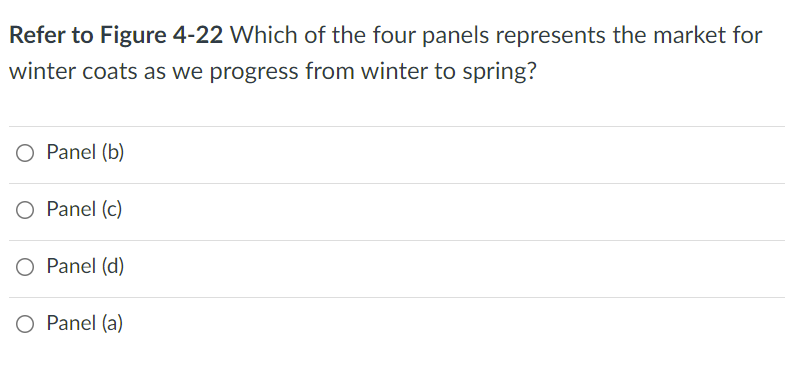 Refer to Figure 4-22 Which of the four panels represents the market for
winter coats as we progress from winter to spring?
Panel (b)
Panel (c)
Panel (d)
Panel (a)